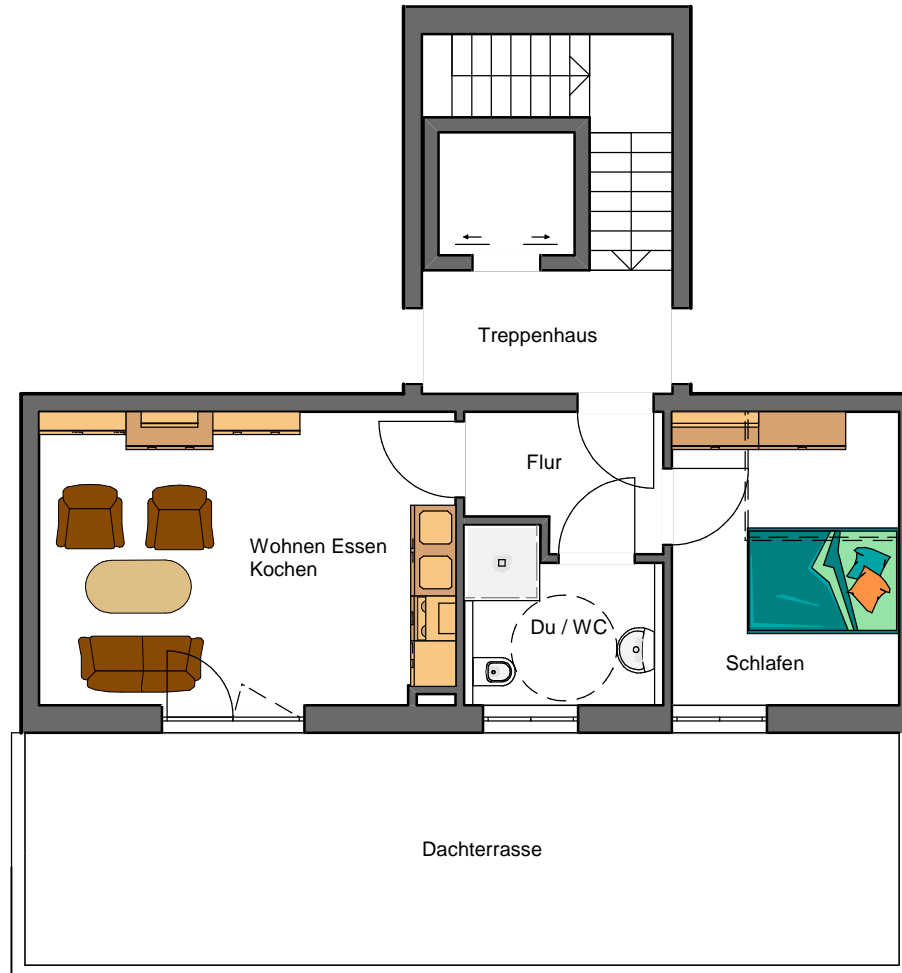 Treppenhaus
Flur
Wohnen Essen
Kochen
Du / WC
Schlafen
Dachterrasse